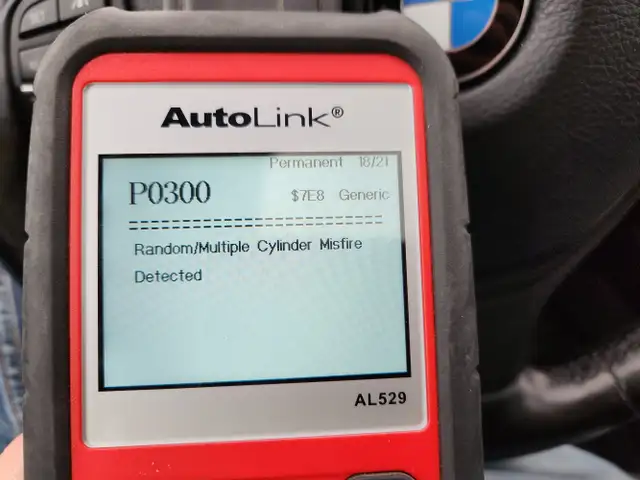 AutoLink®
Permanent 18/21
P0300 $7E8 Generic
==============================
Random/Multiple Cylinder Misfire
Detected
AL529